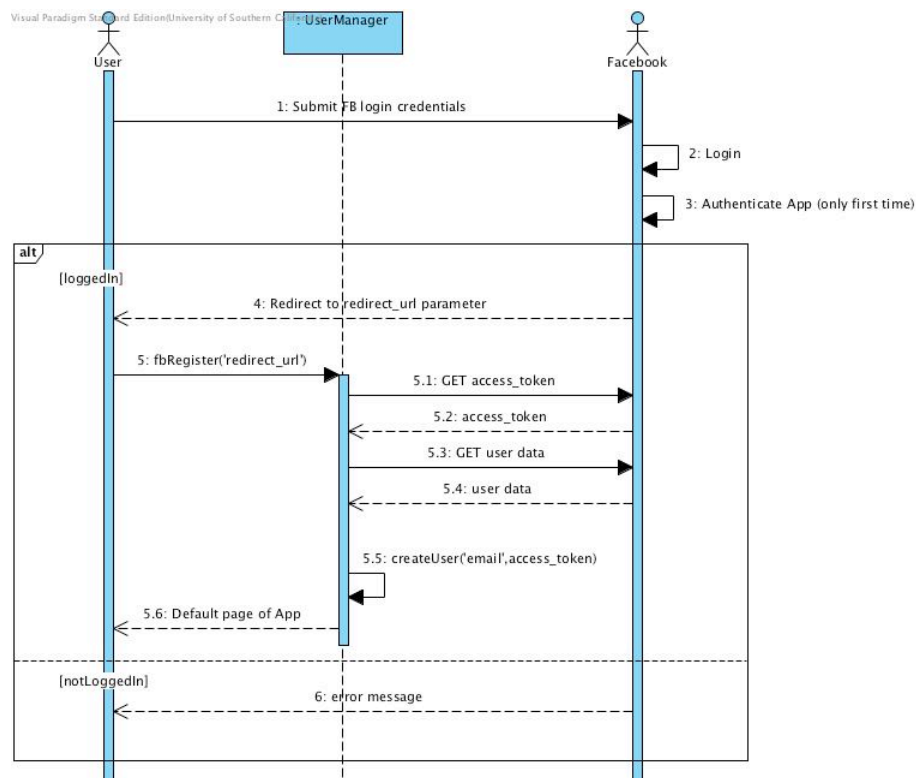 Visual Paradigm Standard Edition(University of Southern
: UserManager
User
Facebook
1: Submit FB login credentials
2: Login
3: Authenticate App (only first time)
alt
[loggedIn]
4: Redirect to redirect_url parameter
5: fbRegister('redirect_url')
5.1: GET access_token
5.2: access_token
5.3: GET user data
5.4: user data
5.5: createUser('email',access_token)
5.6: Default page of App
[notLoggedIn]
6: error message